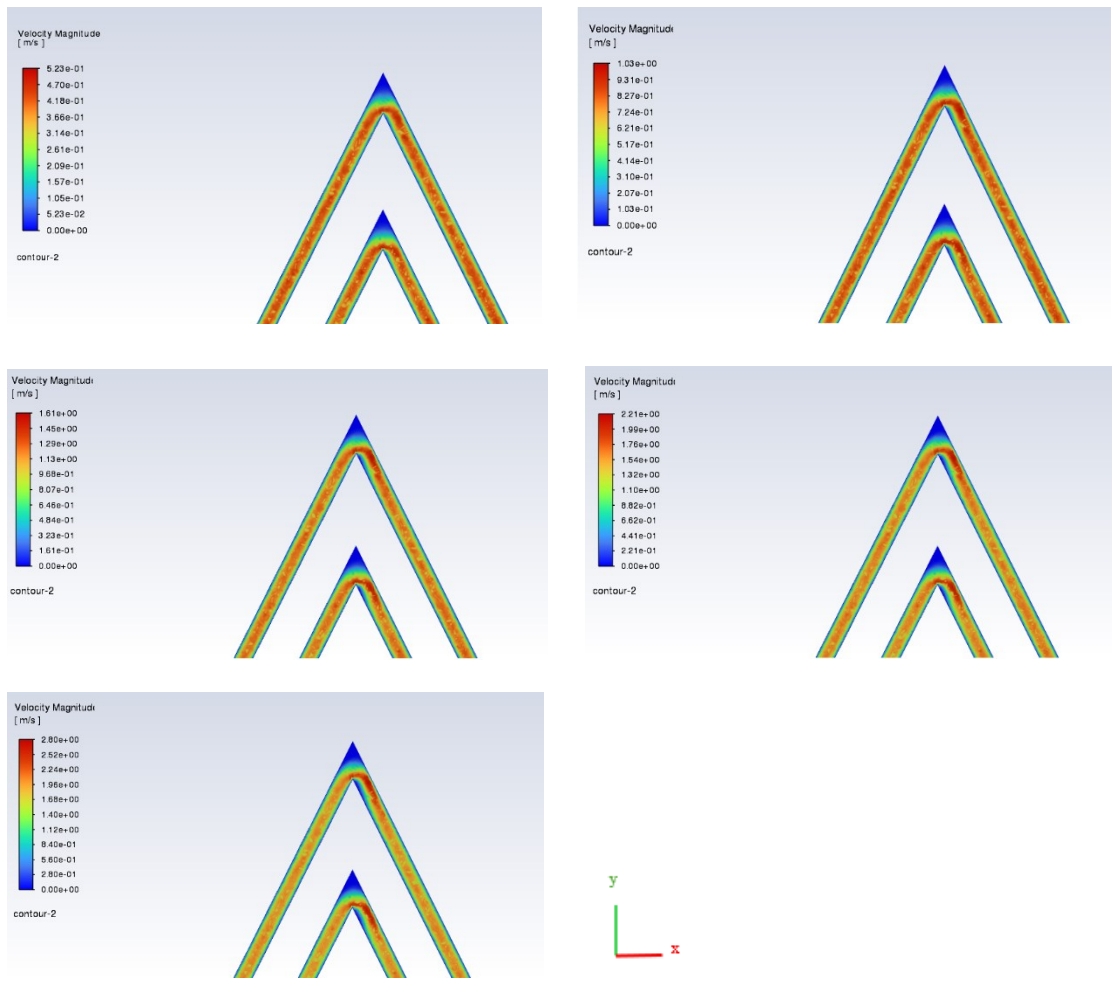 Velocity Magnitude
[ m/s ]
5.23e-01
4.70e-01
4.18e-01
3.66e-01
3.14e-01
2.61e-01
2.09e-01
1.57e-01
1.05e-01
5.23e-02
0.00e+00
contour-2
Velocity Magnitude
[ m/s ]
1.03e+00
9.31e-01
8.27e-01
7.24e-01
6.21e-01
5.17e-01
4.14e-01
3.10e-01
2.07e-01
1.03e-01
0.00e+00
contour-2
Velocity Magnitude
[ m/s ]
1.61e+00
1.45e+00
1.29e+00
1.13e+00
9.68e-01
8.07e-01
6.46e-01
4.84e-01
3.23e-01
1.61e-01
0.00e+00
contour-2
Velocity Magnitude
[ m/s ]
2.21e+00
1.99e+00
1.76e+00
1.54e+00
1.32e+00
1.10e+00
8.82e-01
6.62e-01
4.41e-01
2.21e-01
0.00e+00
contour-2
Velocity Magnitude
[ m/s ]
2.80e+00
2.52e+00
2.24e+00
1.96e+00
1.68e+00
1.40e+00
1.12e+00
8.40e-01
5.60e-01
2.80e-01
0.00e+00
contour-2
y
x